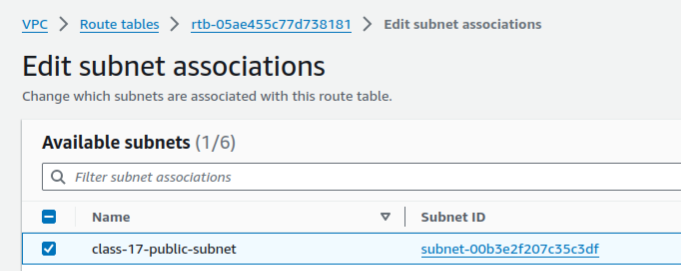 VPC > Route tables > rtb-05ae455c77d738181 > Edit subnet associations
Edit subnet associations
Change which subnets are associated with this route table.
Available subnets (1/6)
Filter subnet associations
Name Subnet ID
class-17-public-subnet subnet-00b3e2f207c35c3df